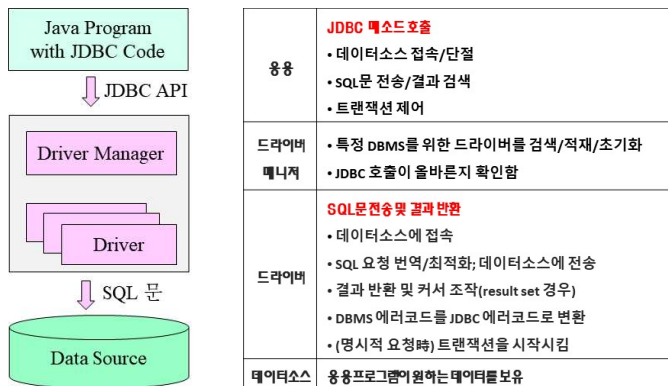 Java Program
with JDBC Code
JDBC API
Driver Manager
Driver
SQL 문
Data Source
응용
JDBC 메소드 호출
• 데이터소스 접속/단절
• SQL문 전송/결과 검색
• 트랜잭션 제어
드라이버
매니저
• 특정 DBMS를 위한 드라이버를 검색/적재/초기화
• JDBC 호출이 올바른지 확인함
드라이버
SQL문 전송 및 결과 반환
• 데이터소스에 접속
• SQL 요청 번역/최적화; 데이터소스에 전송
• 결과 반환 및 커서 조작(result set 경우)
• DBMS 에러코드를 JDBC 에러코드로 변환
• (명시적 요청時) 트랜잭션을 시작시킴
데이터소스
응용프로그램이 원하는 데이터를 보유